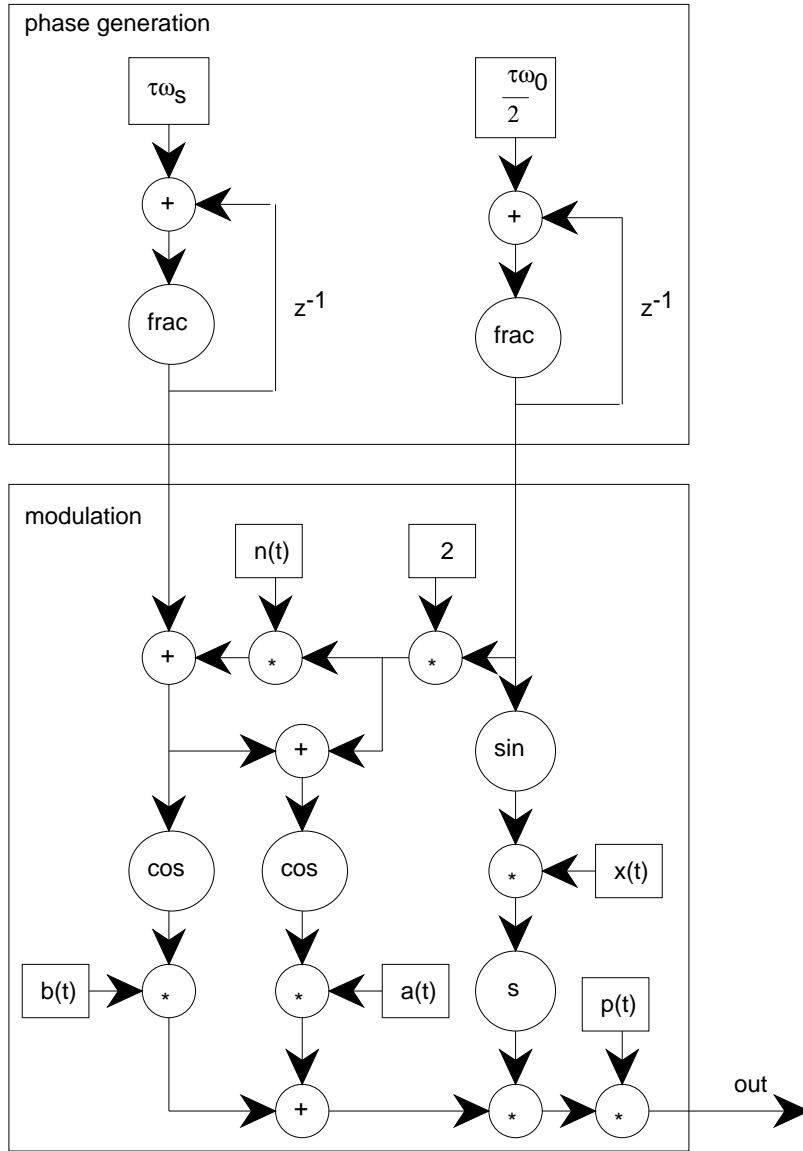 phase generation
τω_s
τω_0
2
+
+
frac
z^-1
frac
z^-1
modulation
n(t)
2
+
*
*
+
sin
cos
cos
*
x(t)
b(t)
*
*
a(t)
s
p(t)
out
+
*
*